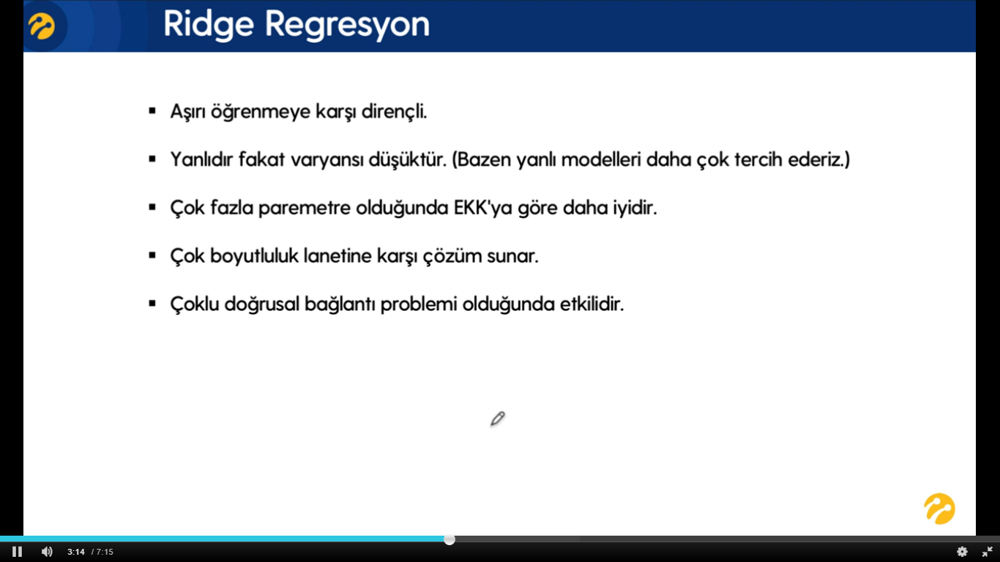 Ridge Regresyon
▪ Aşırı öğrenmeye karşı dirençli.
▪ Yanlıdır fakat varyansı düşüktür. (Bazen yanlı modelleri daha çok tercih ederiz.)
▪ Çok fazla paremetre olduğunda EKK'ya göre daha iyidir.
▪ Çok boyutluluk lanetine karşı çözüm sunar.
▪ Çoklu doğrusal bağlantı problemi olduğunda etkilidir.
3:14 / 7:15